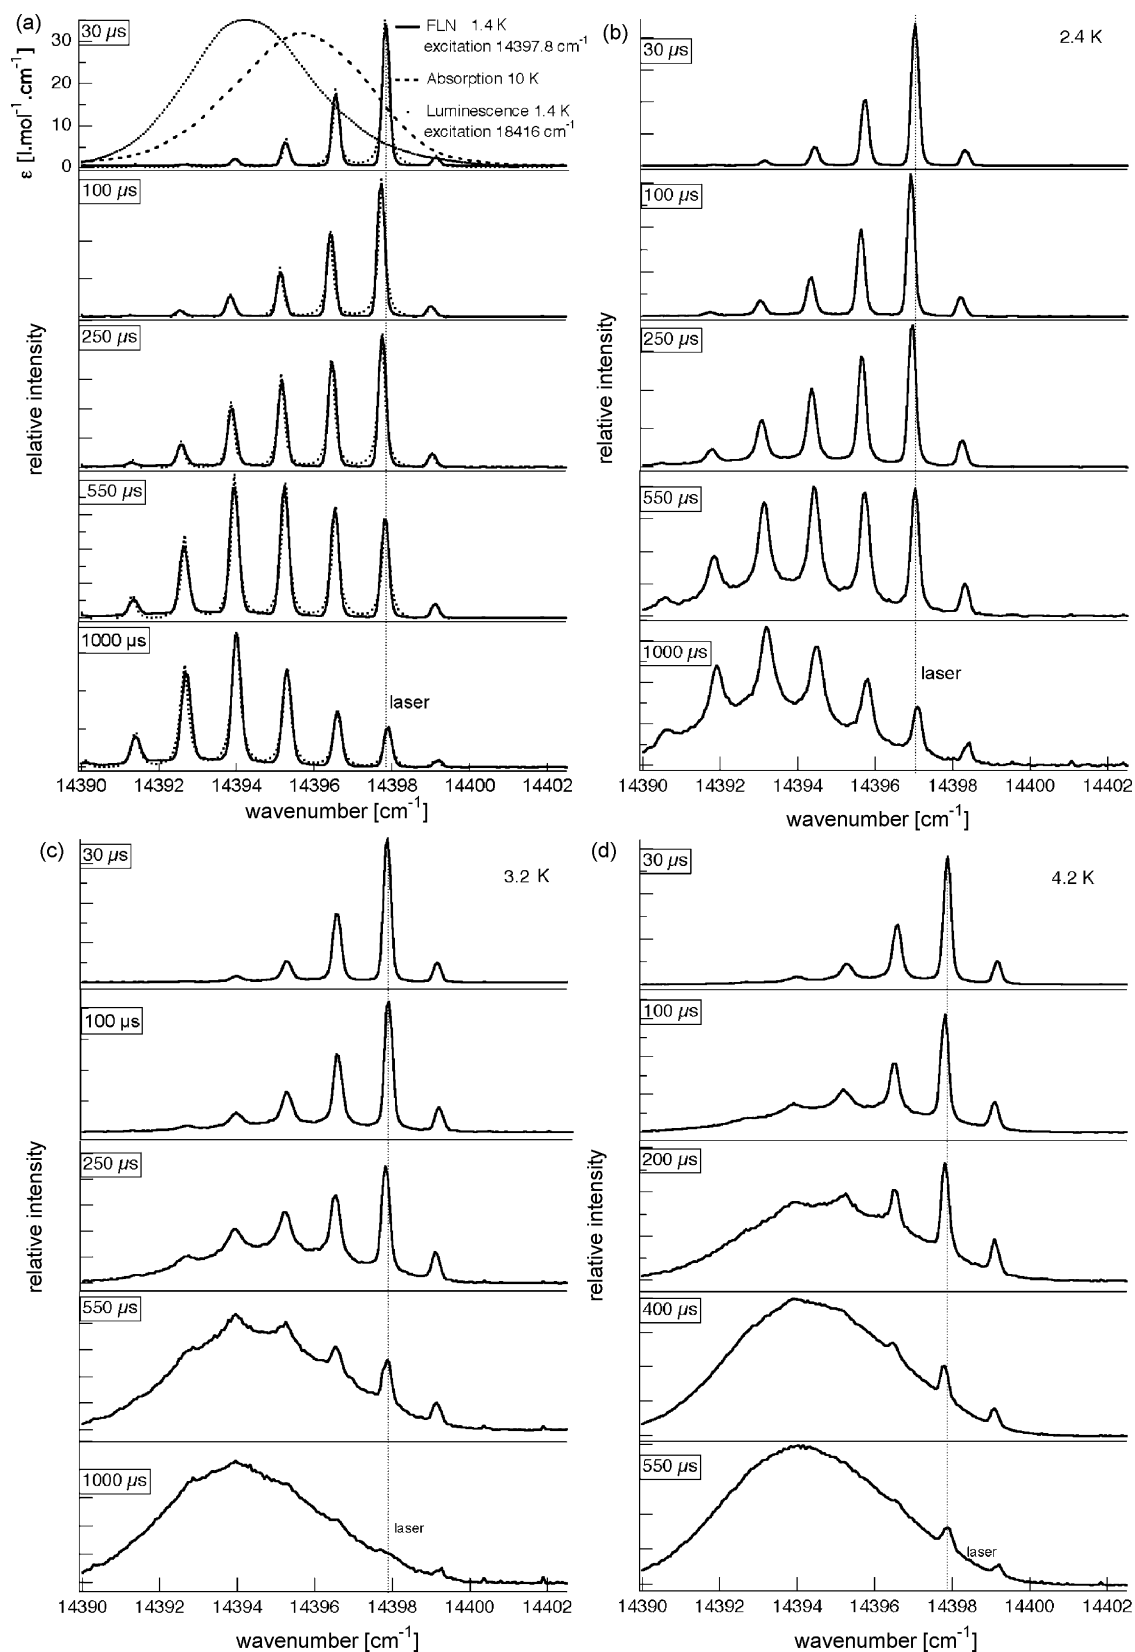 (a)
30 µs
FLN 1.4 K
excitation 14397.8 cm⁻¹
Absorption 10 K
Luminescence 1.4 K
excitation 18416 cm⁻¹
ε [l.mol⁻¹.cm⁻¹]
30
20
10
0
100 µs
250 µs
550 µs
1000 µs
laser
relative intensity
14390 14392 14394 14396 14398 14400
wavenumber [cm⁻¹]
(b)
2.4 K
30 µs
100 µs
250 µs
550 µs
1000 µs
laser
relative intensity
14390 14392 14394 14396 14398 14400 14402
wavenumber [cm⁻¹]
(c)
30 µs
3.2 K
100 µs
250 µs
550 µs
1000 µs
laser
relative intensity
14390 14392 14394 14396 14398 14400 14402
wavenumber [cm⁻¹]
(d)
30 µs
4.2 K
100 µs
200 µs
400 µs
550 µs
laser
relative intensity
14390 14392 14394 14396 14398 14400 14402
wavenumber [cm⁻¹]